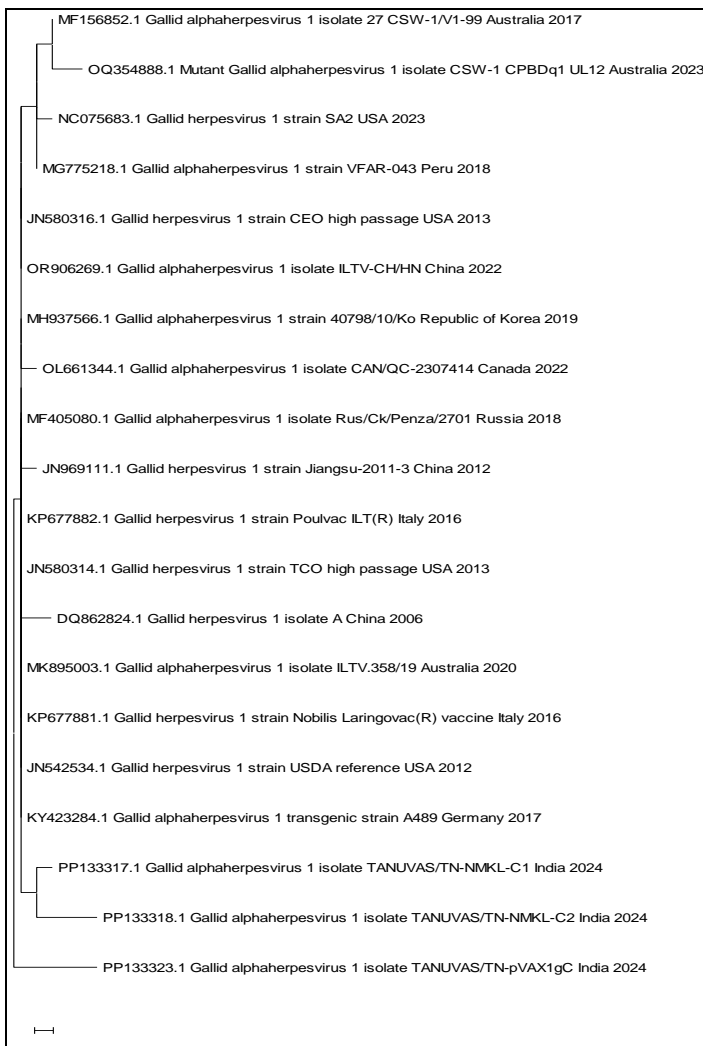 MF156852.1 Gallid alphaherpesvirus 1 isolate 27 CSW-1/V1-99 Australia 2017
OQ354888.1 Mutant Gallid alphaherpesvirus 1 isolate CSW-1 CPBDq1 UL12 Australia 2023
NC075683.1 Gallid herpesvirus 1 strain SA2 USA 2023
MG775218.1 Gallid alphaherpesvirus 1 strain VFAR-043 Peru 2018
JN580316.1 Gallid herpesvirus 1 strain CEO high passage USA 2013
OR906269.1 Gallid alphaherpesvirus 1 isolate ILTV-CH/HN China 2022
MH937566.1 Gallid alphaherpesvirus 1 strain 40798/10/Ko Republic of Korea 2019
OL661344.1 Gallid alphaherpesvirus 1 isolate CAN/QC-2307414 Canada 2022
MF405080.1 Gallid alphaherpesvirus 1 isolate Rus/Ck/Penza/2701 Russia 2018
JN969111.1 Gallid herpesvirus 1 strain Jiangsu-2011-3 China 2012
KP677882.1 Gallid herpesvirus 1 strain Poulvac ILT(R) Italy 2016
JN580314.1 Gallid herpesvirus 1 strain TCO high passage USA 2013
DQ862824.1 Gallid herpesvirus 1 isolate A China 2006
MK895003.1 Gallid alphaherpesvirus 1 isolate ILTV.358/19 Australia 2020
KP677881.1 Gallid herpesvirus 1 strain Nobilis Laringovac(R) vaccine Italy 2016
JN542534.1 Gallid herpesvirus 1 strain USDA reference USA 2012
KY423284.1 Gallid alphaherpesvirus 1 transgenic strain A489 Germany 2017
PP133317.1 Gallid alphaherpesvirus 1 isolate TANUVAS/TN-NMKL-C1 India 2024
PP133318.1 Gallid alphaherpesvirus 1 isolate TANUVAS/TN-NMKL-C2 India 2024
PP133323.1 Gallid alphaherpesvirus 1 isolate TANUVAS/TN-pVAX1gC India 2024